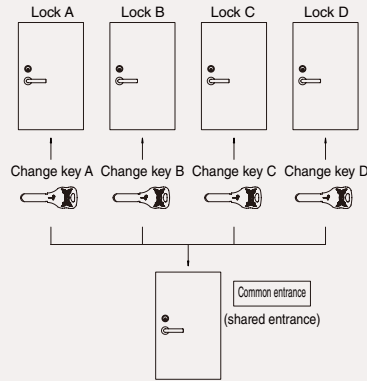 Lock A Lock B Lock C Lock D
Change key A Change key B Change key C Change key D
Common entrance
(shared entrance)